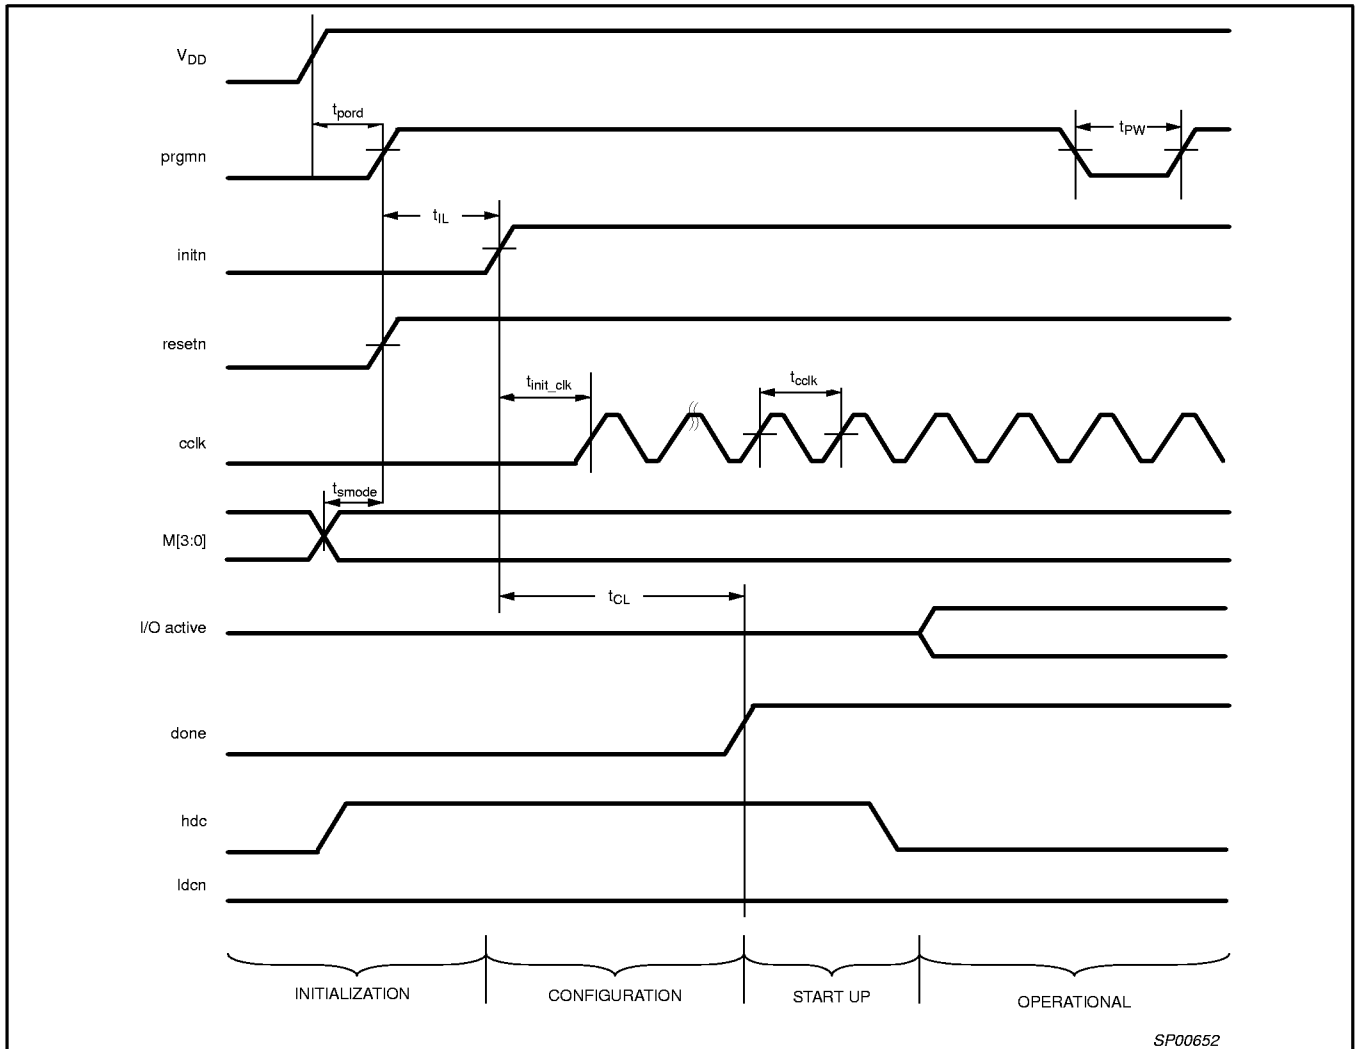 VDD
tpord
prgmn
tPW
tIL
initn
resetn
tinit_clk
tcclk
cclk
tsmode
M[3:0]
tCL
I/O active
done
hdc
ldcn
INITIALIZATION
CONFIGURATION
START UP
OPERATIONAL
SP00652